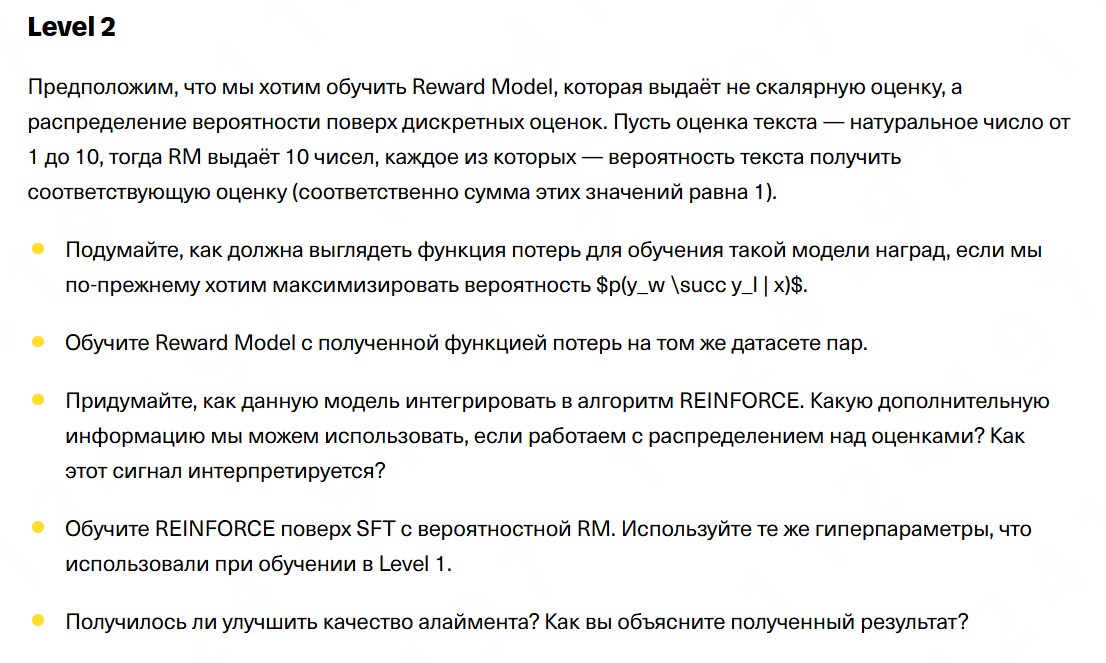 Level 2
Предположим, что мы хотим обучить Reward Model, которая выдаёт не скалярную оценку, а
распределение вероятности поверх дискретных оценок. Пусть оценка текста — натуральное число от
1 до 10, тогда RM выдаёт 10 чисел, каждое из которых — вероятность текста получить
соответствующую оценку (соответственно сумма этих значений равна 1).
Подумайте, как должна выглядеть функция потерь для обучения такой модели наград, если мы
по-прежнему хотим максимизировать вероятность $p(y_w \succ y_l | x)$.
Обучите Reward Model с полученной функцией потерь на том же датасете пар.
Придумайте, как данную модель интегрировать в алгоритм REINFORCE. Какую дополнительную
информацию мы можем использовать, если работаем с распределением над оценками? Как
этот сигнал интерпретируется?
Обучите REINFORCE поверх SFT с вероятностной RM. Используйте те же гиперпараметры, что
использовали при обучении в Level 1.
Получилось ли улучшить качество алаймента? Как вы объясните полученный результат?